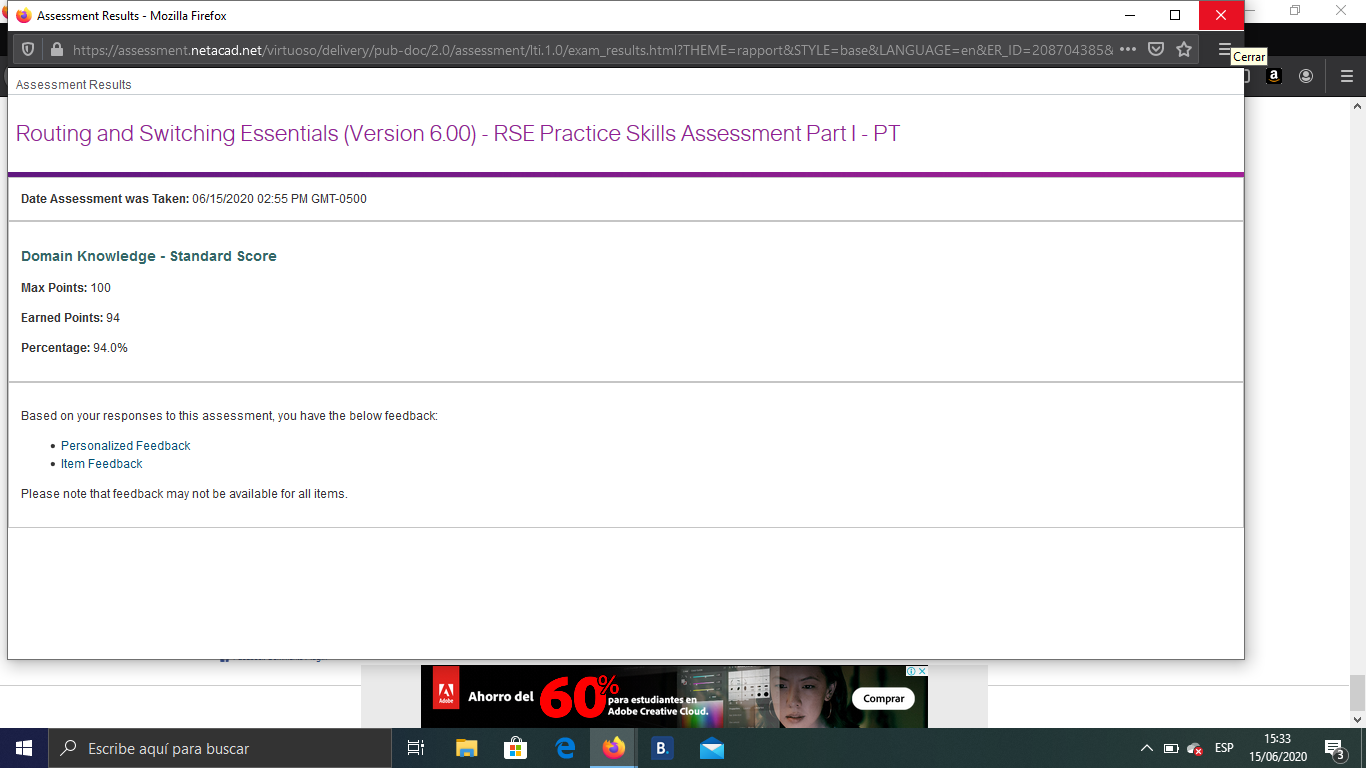 Assessment Results - Mozilla Firefox
https://assessment.netacad.net/virtuoso/delivery/pub-doc/2.0/assessment/lti.1.0/exam_results.html?THEME=rapport&STYLE=base&LANGUAGE=en&ER_ID=208704385&
Cerrar
Assessment Results
Routing and Switching Essentials (Version 6.00) - RSE Practice Skills Assessment Part I - PT
Date Assessment was Taken: 06/15/2020 02:55 PM GMT-0500
Domain Knowledge - Standard Score
Max Points: 100
Earned Points: 94
Percentage: 94.0%
Based on your responses to this assessment, you have the below feedback:
• Personalized Feedback
• Item Feedback
Please note that feedback may not be available for all items.
Adobe
Ahorro del 60% para estudiantes en
Adobe Creative Cloud.
Comprar
Escribe aquí para buscar
B.
ESP
15:33
15/06/2020
3